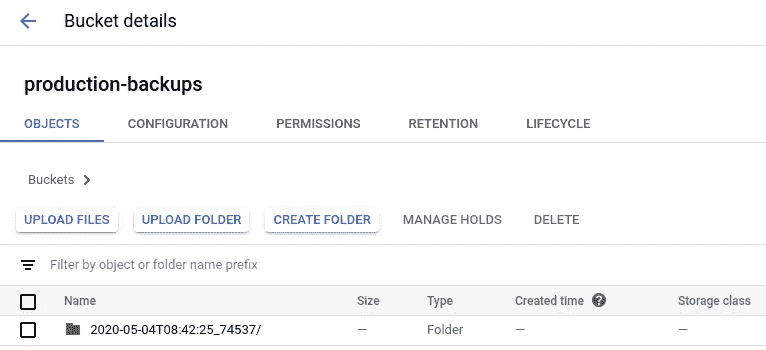 Bucket details
production-backups
OBJECTS CONFIGURATION PERMISSIONS RETENTION LIFECYCLE
Buckets
UPLOAD FILES UPLOAD FOLDER CREATE FOLDER MANAGE HOLDS DELETE
Filter by object or folder name prefix
Name Size Type Created time ? Storage class
2020-05-04T08:42:25_74537/ — Folder — —